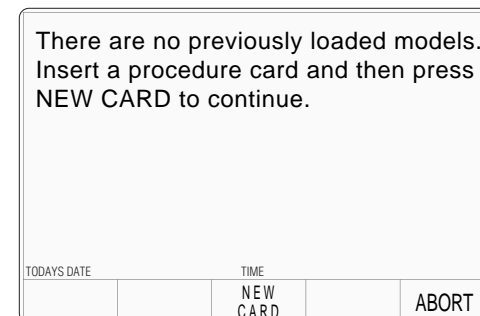 There are no previously loaded models.
Insert a procedure card and then press
NEW CARD to continue.
TODAYS DATE TIME
NEW
CARD
ABORT